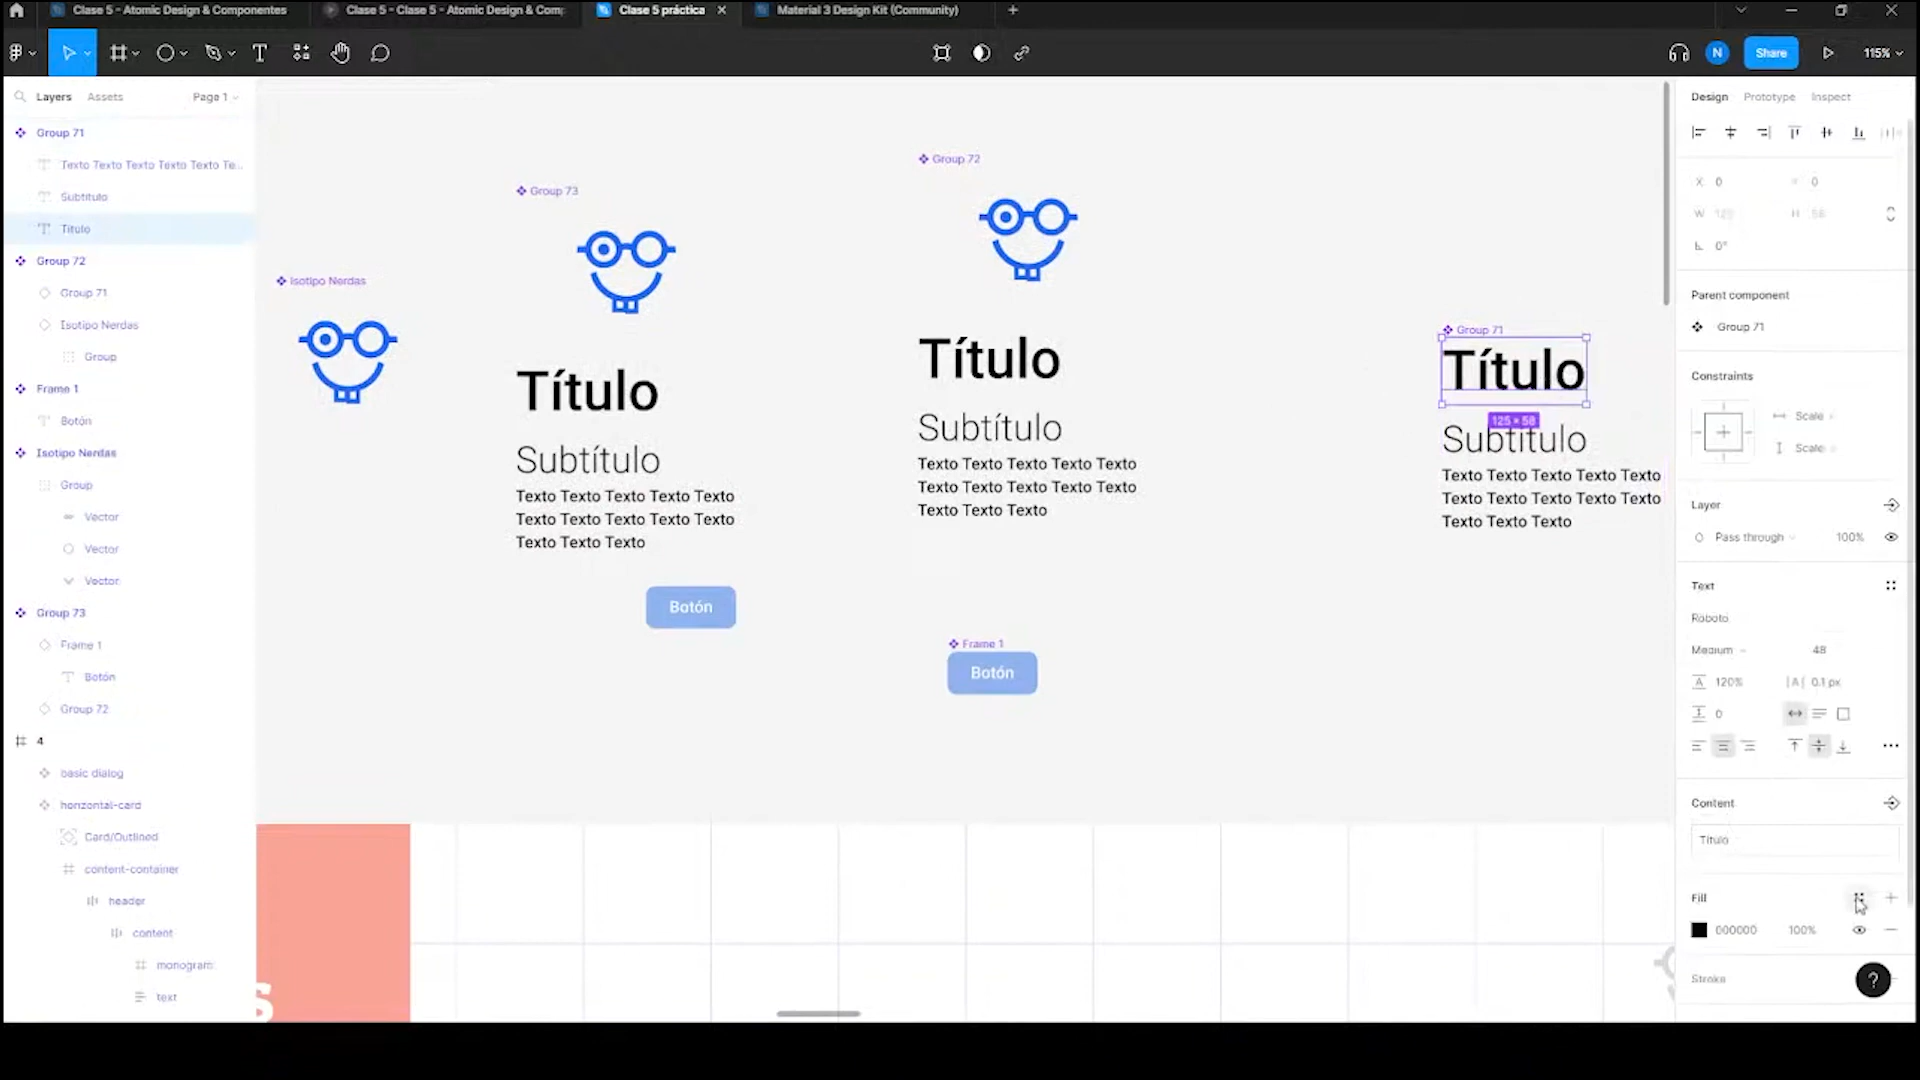 Clase 5 - Atomic Design & Componentes
Clase 5 - Clase 5 - Atomic Design & Comp
Clase 5 práctica
Material 3 Design Kit (Community)
N
Share
115%
Layers
Assets
Page 1
Group 71
Texto Texto Texto Texto Texto Te...
Subtítulo
Título
Group 72
Group 71
Isotipo Nerdas
Group
Frame 1
Botón
Isotipo Nerdas
Group
Vector
Vector
Vector
Group 73
Frame 1
Botón
Group 72
4
basic dialog
horizontal-card
Card/Outlined
content-container
header
content
monogram
text
Isotipo Nerdas
Group 73
Título
Subtítulo
Texto Texto Texto Texto Texto
Texto Texto Texto Texto Texto
Texto Texto Texto
Botón
Group 72
Título
Subtítulo
Texto Texto Texto Texto Texto
Texto Texto Texto Texto Texto
Texto Texto Texto
Frame 1
Botón
Group 71
Título
125 × 58
Subtítulo
Texto Texto Texto Texto Texto
Texto Texto Texto Texto Texto
Texto Texto Texto
s
Design
Prototype
Inspect
X 0
Y 0
W 125
H 58
0°
Parent component
Group 71
Constraints
Scale
Scale
Layer
Pass through
100%
Text
Roboto
Medium
48
120%
0.1 px
0
Content
Título
Fill
000000
100%
Stroke
?